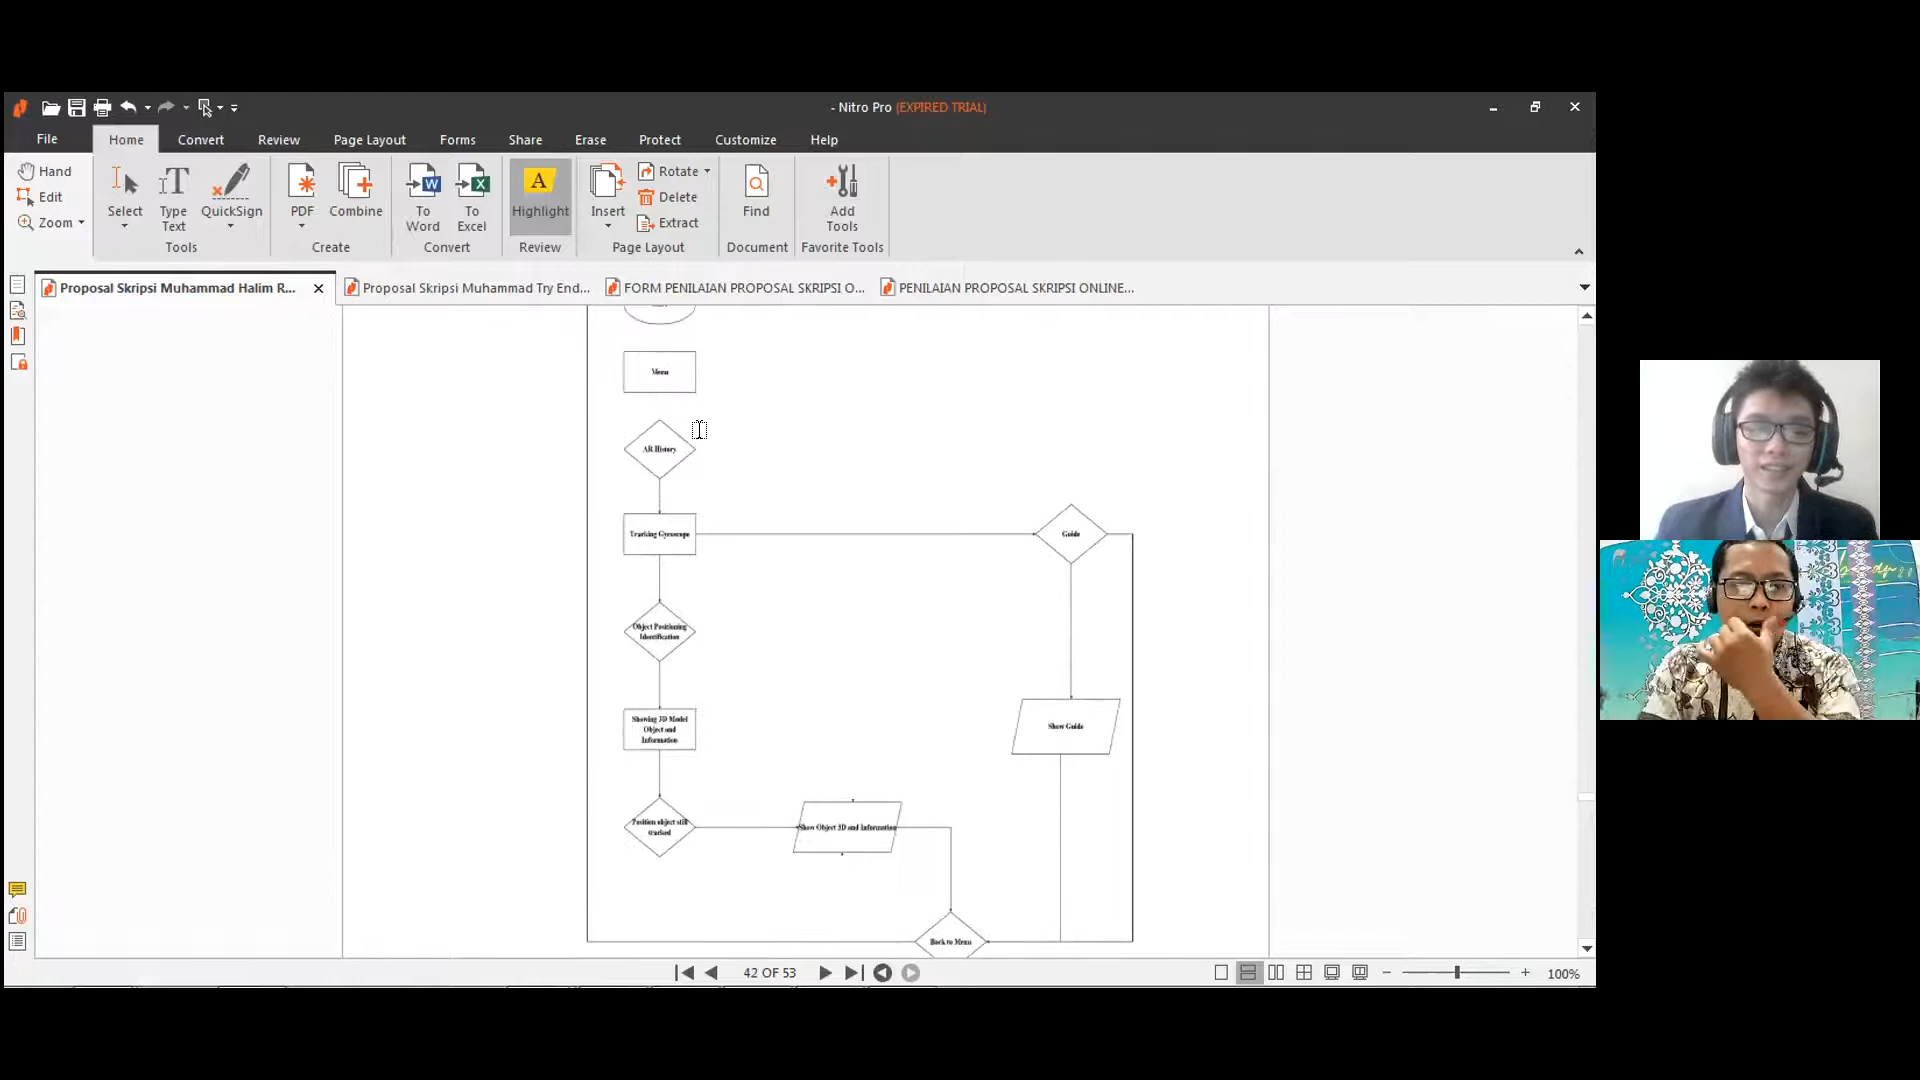 - Nitro Pro (EXPIRED TRIAL)
File Home Convert Review Page Layout Forms Share Erase Protect Customize Help
Hand
Edit
Zoom
Select
Type
Text
QuickSign
Tools
PDF
Combine
Create
To
Word
To
Excel
Convert
A
Highlight
Review
Insert
Rotate
Delete
Extract
Page Layout
Find
Document
Add
Tools
Favorite Tools
Proposal Skripsi Muhammad Halim R...
Proposal Skripsi Muhammad Try End...
FORM PENILAIAN PROPOSAL SKRIPSI O...
PENILAIAN PROPOSAL SKRIPSI ONLINE...
Menu
AR History
Tracking Gyroscope
Guide
Object Positioning
Identification
Showing 3D Model
Object and
Information
Show Guide
Position object still
tracked
Show Object 3D and Information
Back to Menu
42 OF 53
100%